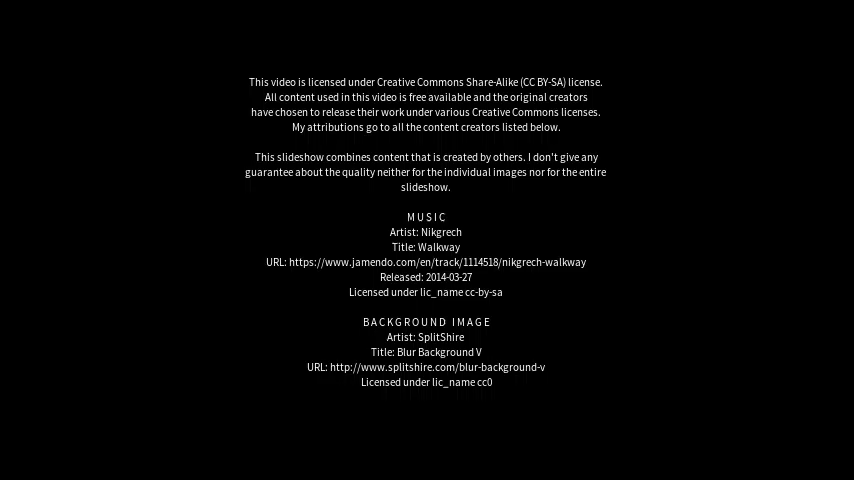 This video is licensed under Creative Commons Share-Alike (CC BY-SA) license.
All content used in this video is free available and the original creators
have chosen to release their work under various Creative Commons licenses.
My attributions go to all the content creators listed below.
This slideshow combines content that is created by others. I don't give any
guarantee about the quality neither for the individual images nor for the entire
slideshow.
MUSIC
Artist: Nikgrech
Title: Walkway
URL: https://www.jamendo.com/en/track/1114518/nikgrech-walkway
Released: 2014-03-27
Licensed under lic_name cc-by-sa
BACKGROUND IMAGE
Artist: SplitShire
Title: Blur Background V
URL: http://www.splitshire.com/blur-background-v
Licensed under lic_name cc0